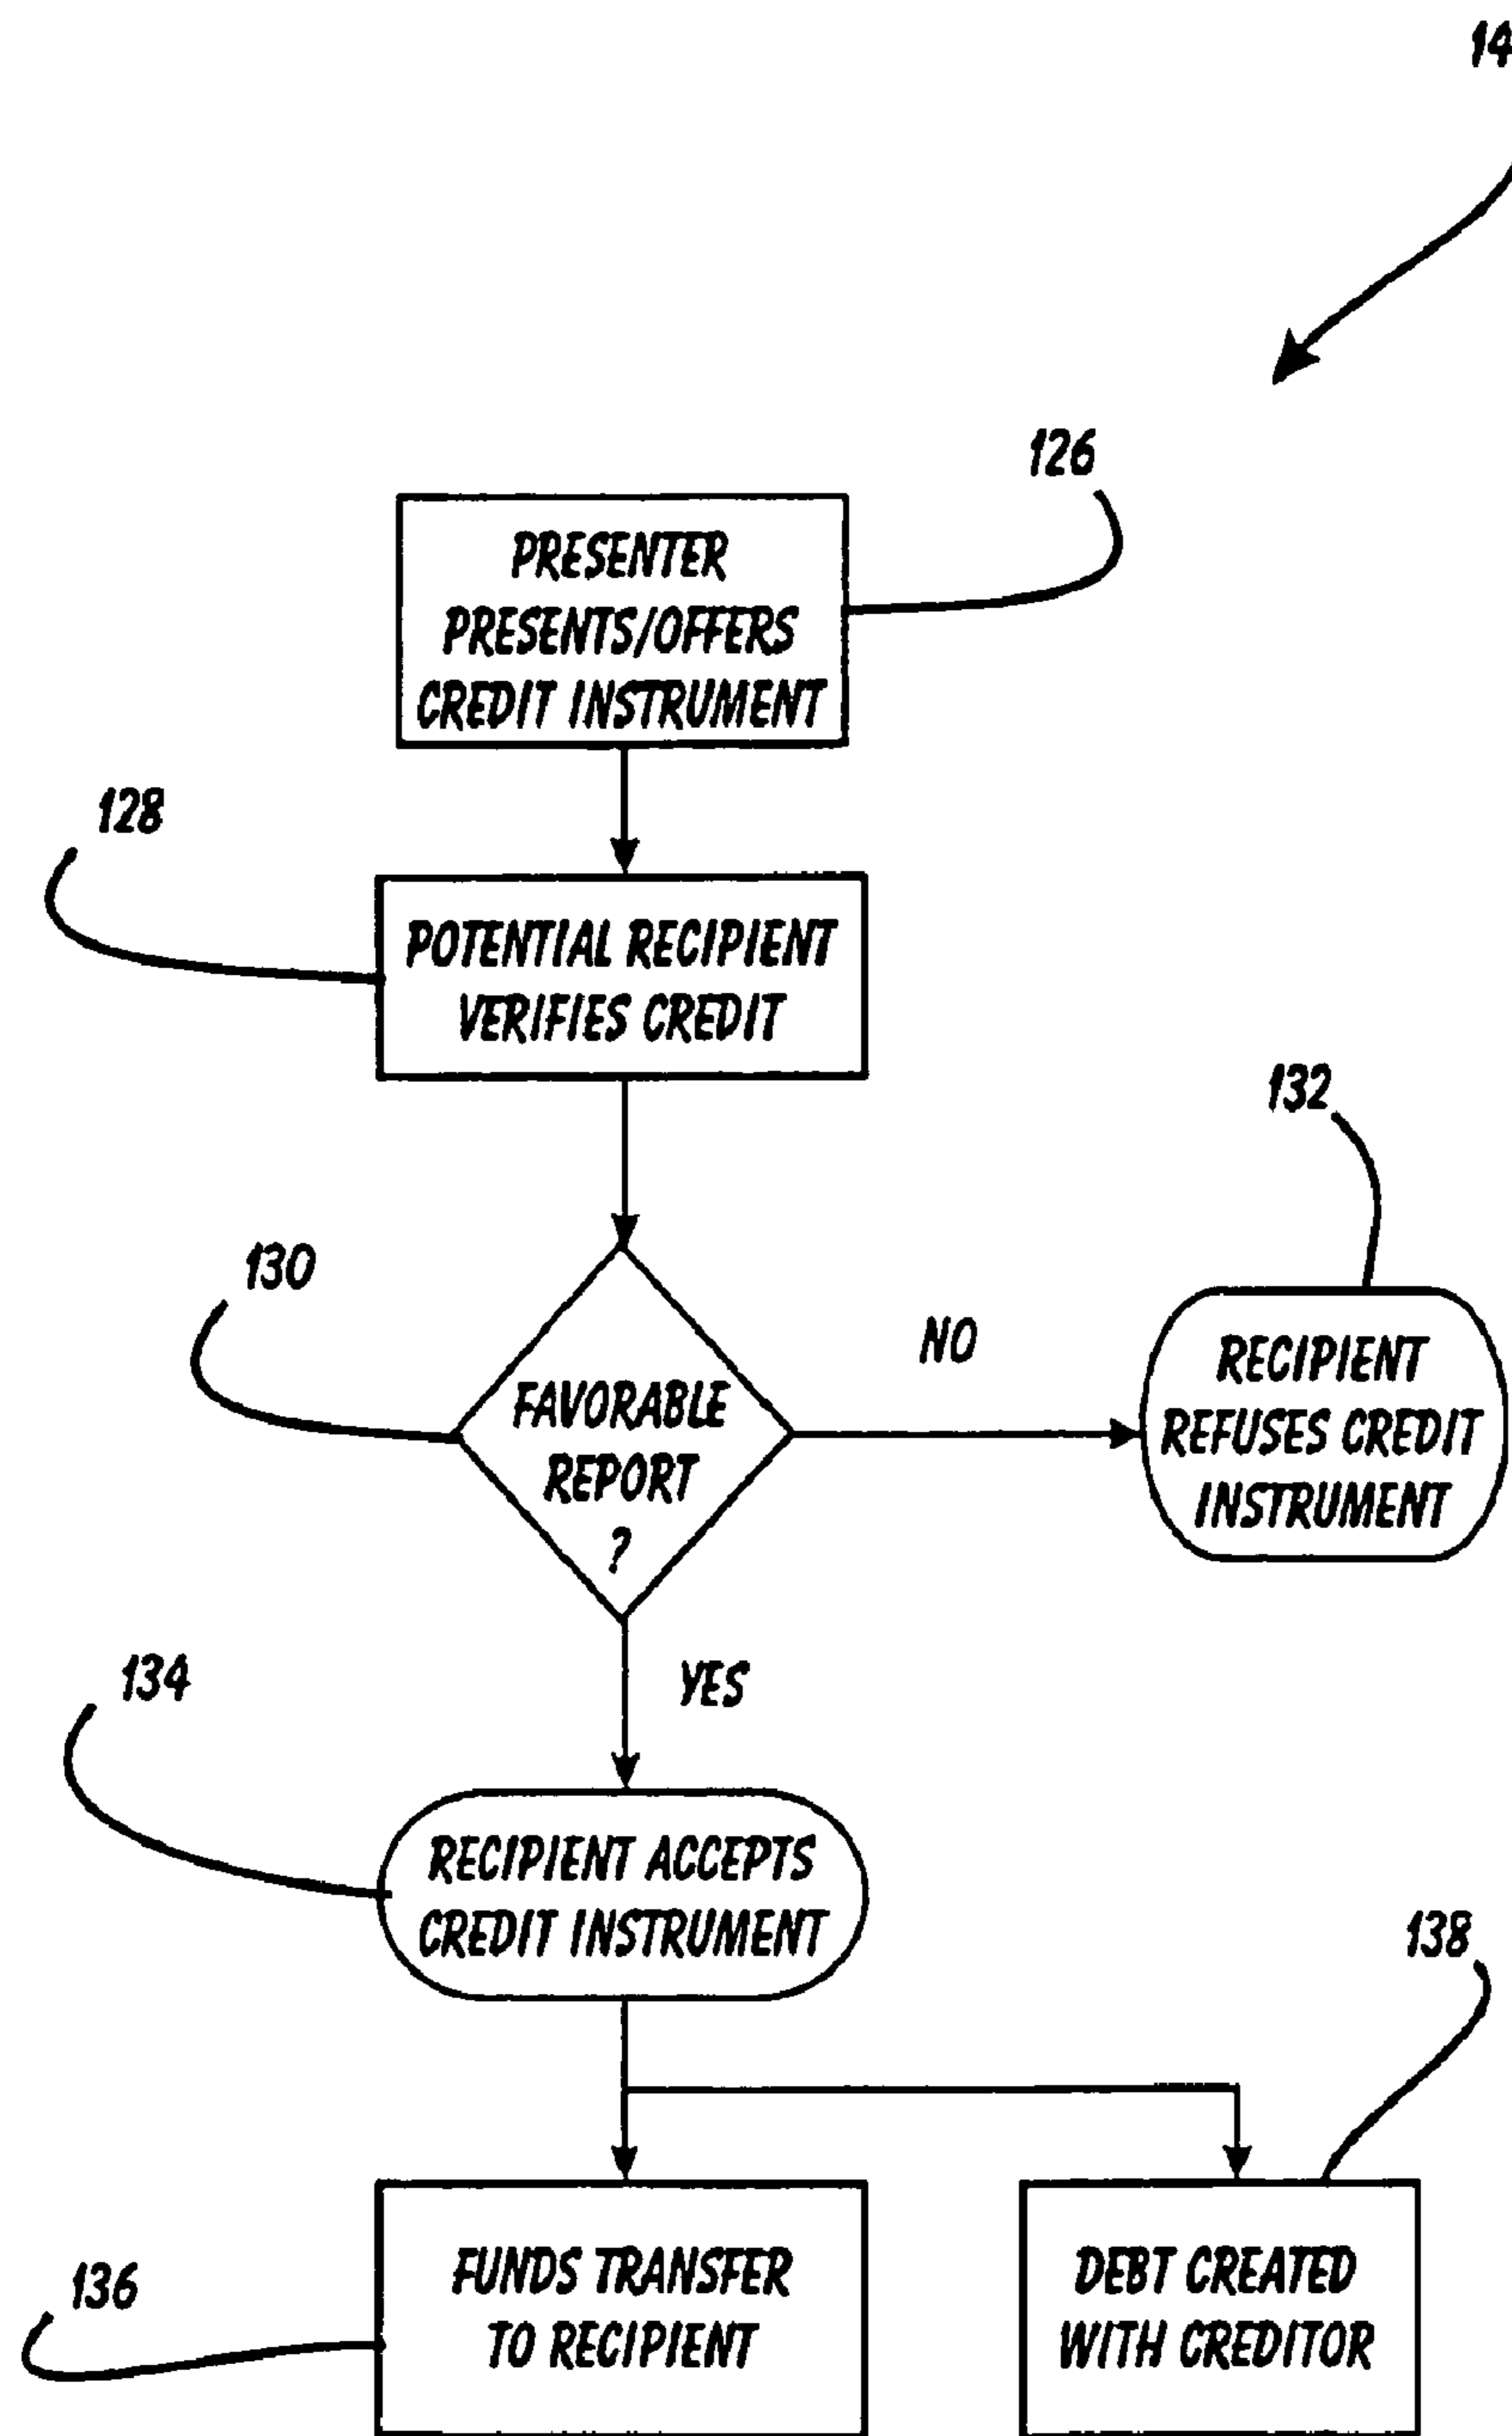 126
PRESENTER
PRESENTS/OFFERS
CREDIT INSTRUMENT
128
POTENTIAL RECIPIENT
VERIFIES CREDIT
130
FAVORABLE
REPORT
?
NO
132
RECIPIENT
REFUSES CREDIT
INSTRUMENT
YES
134
RECIPIENT ACCEPTS
CREDIT INSTRUMENT
138
136
FUNDS TRANSFER
TO RECIPIENT
DEBT CREATED
WITH CREDITOR